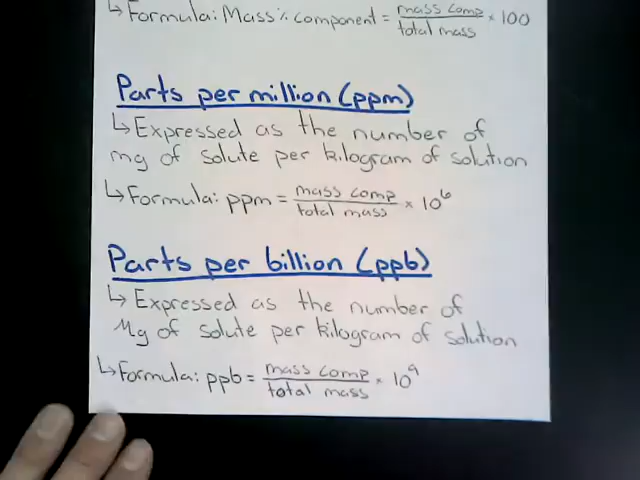 ↳ Formula: Mass % component = mass comp / total mass × 100
Parts per million (ppm)
↳ Expressed as the number of
mg of solute per kilogram of solution
↳ Formula: ppm = mass comp / total mass × 10⁶
Parts per billion (ppb)
↳ Expressed as the number of
µg of solute per kilogram of solution
↳ Formula: ppb = mass comp / total mass × 10⁹